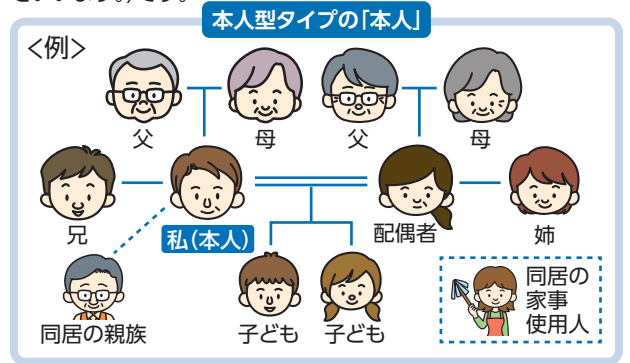 本人型タイプの「本人」
<例>
父
母
父
母
兄
私(本人)
配偶者
姉
同居の親族
子ども
子ども
同居の
家事
使用人